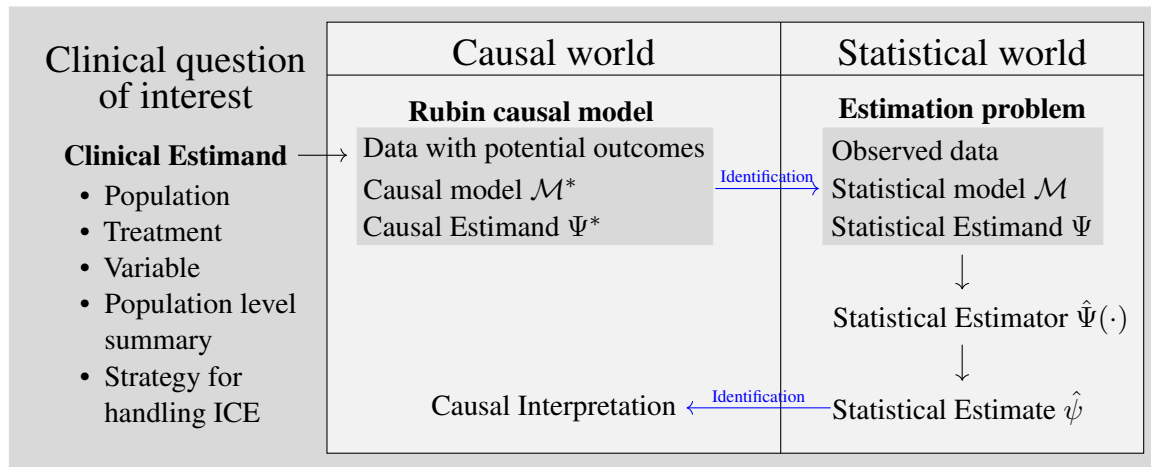 Clinical question
of interest
Clinical Estimand
• Population
• Treatment
• Variable
• Population level
summary
• Strategy for
handling ICE
Causal world
Rubin causal model
Data with potential outcomes
Causal model ℳ*
Causal Estimand Ψ*
Identification
Statistical world
Estimation problem
Observed data
Statistical model ℳ
Statistical Estimand Ψ
Statistical Estimator Ψ̂(·)
Statistical Estimate ψ̂
Identification
Causal Interpretation